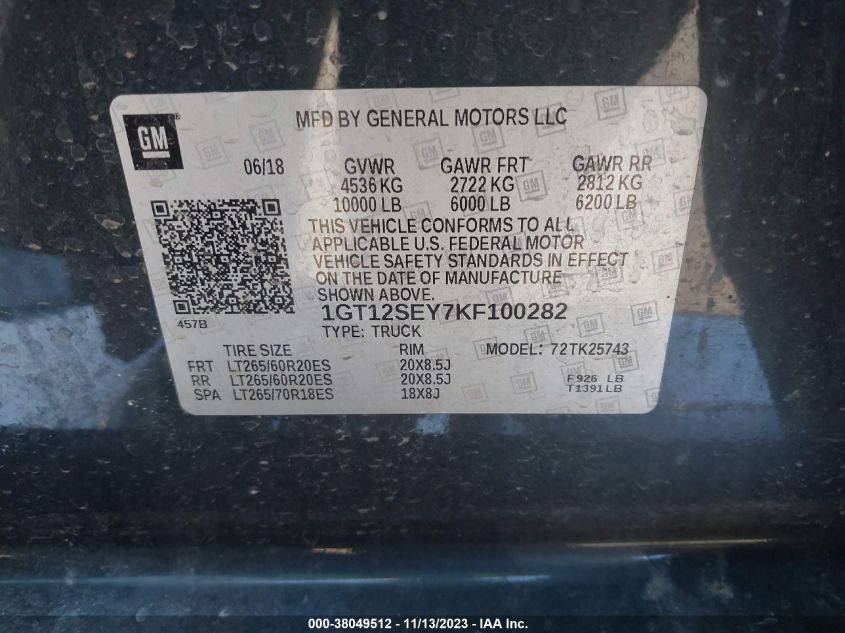 GM
MFD BY GENERAL MOTORS LLC
06/18 GVWR GAWR FRT GAWR RR
4536 KG 2722 KG 2812 KG
10000 LB 6000 LB 6200 LB
THIS VEHICLE CONFORMS TO ALL
APPLICABLE U.S. FEDERAL MOTOR
VEHICLE SAFETY STANDARDS IN EFFECT
ON THE DATE OF MANUFACTURE
SHOWN ABOVE.
457B
1GT12SEY7KF100282
TYPE: TRUCK
TIRE SIZE RIM MODEL: 72TK25743
FRT LT265/60R20ES 20X8.5J
RR LT265/60R20ES 20X8.5J
SPA LT265/70R18ES 18X8J
F926 LB
T1391LB
000-38049512 - 11/13/2023 - IAA Inc.